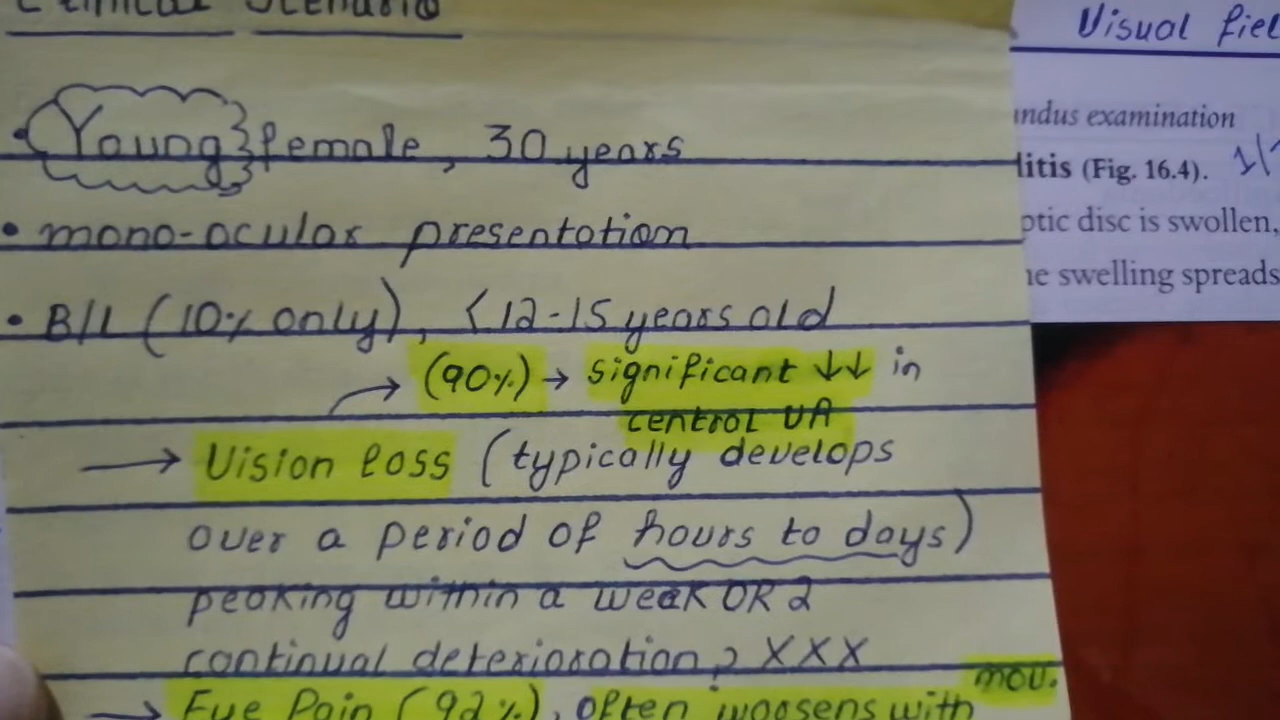 Clinical Scenario
• Young female, 30 years
• mono-ocular presentation
• B/L (10% only), <12-15 years old
→ (90%) → significant ↓↓ in
central VA
→ Vision loss (typically develops
over a period of hours to days)
peaking within a weak OR 2
continual deterioration, XXX
→ Eye Pain (92%), often worsens with
mov.
Visual fiel
undus examination
litis (Fig. 16.4).
ptic disc is swollen,
he swelling spreads